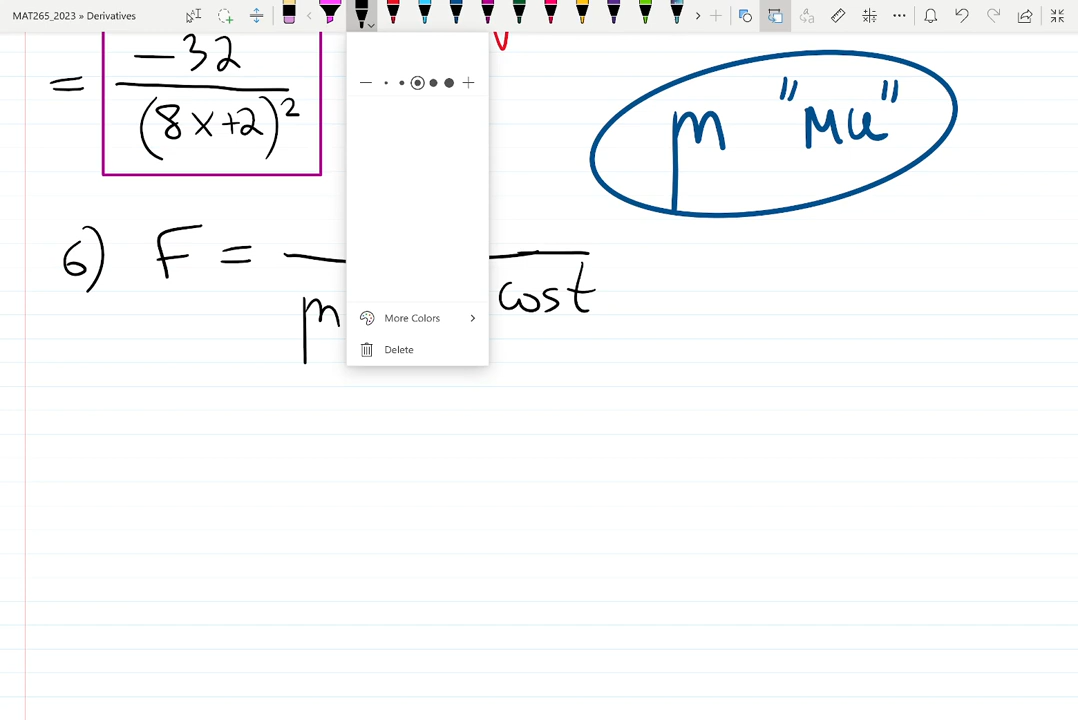 MAT265_2023 » Derivatives
= -32 / (8x+2)²
μ "Mu"
6) F =
μ cost
More Colors
Delete